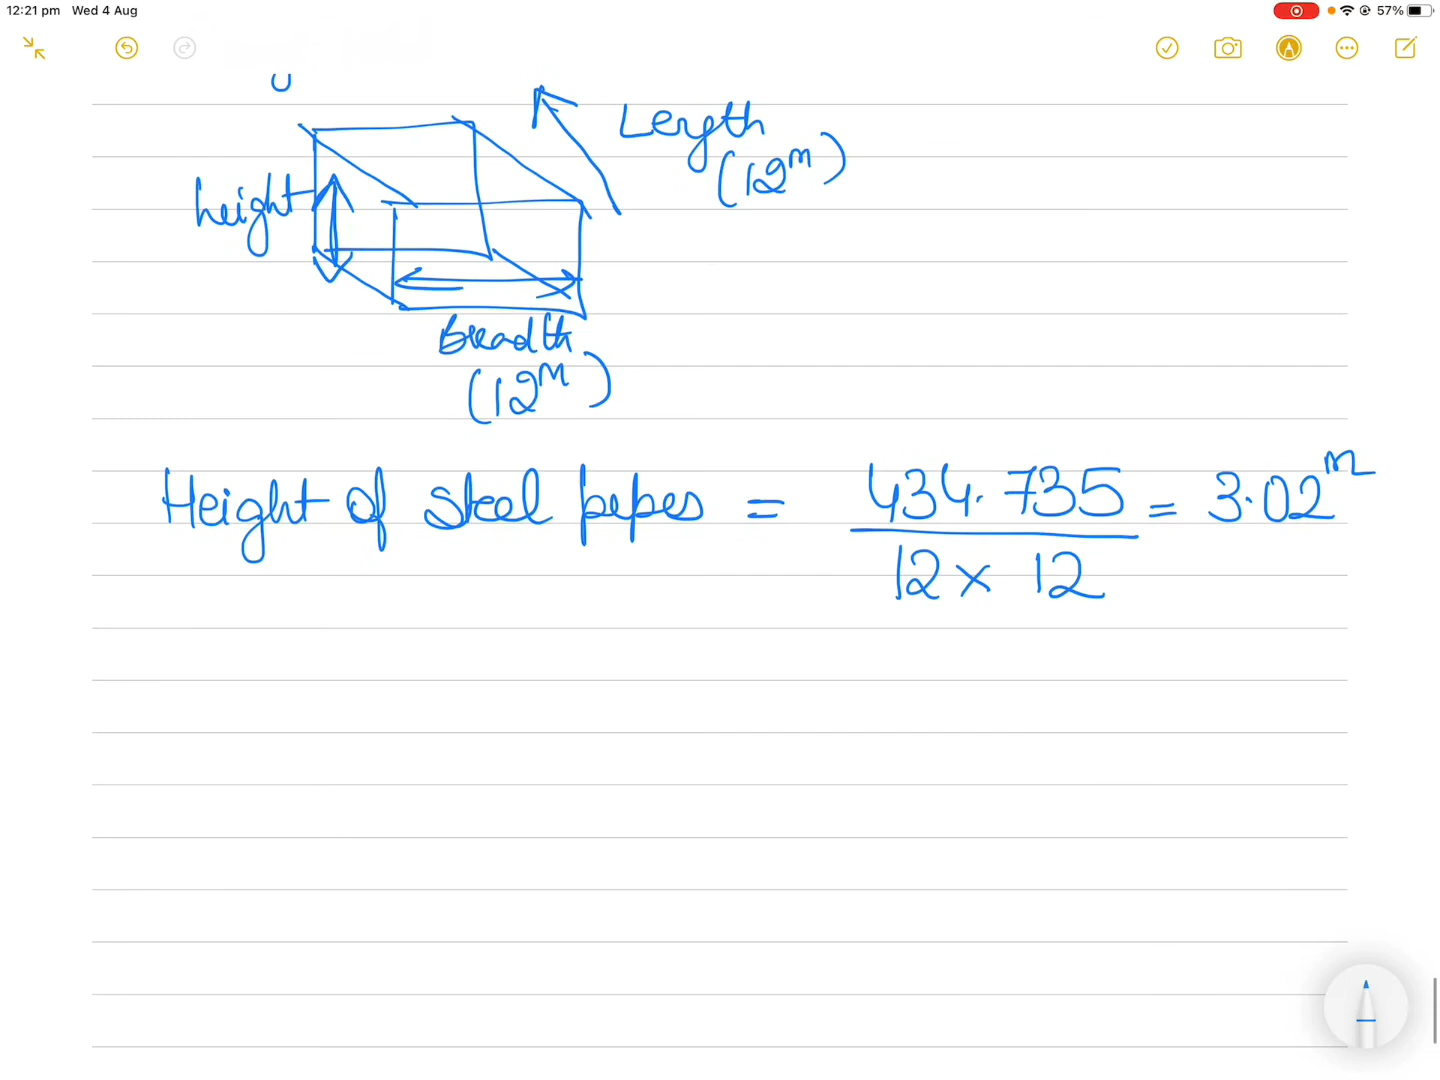 12:21 pm Wed 4 Aug
57%
Length
(12m)
height
Breadth
(12M)
Height of steel pepes = 434.735 = 3.02m
12 x 12